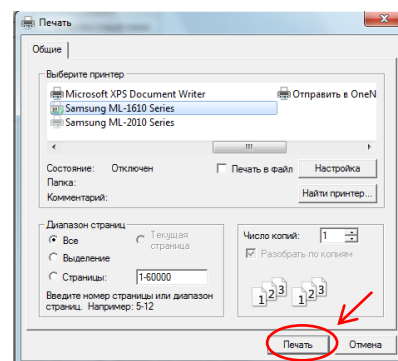 Печать
Общие
Выберите принтер
Microsoft XPS Document Writer
Отправить в OneN
Samsung ML-1610 Series
Samsung ML-2010 Series
Состояние: Отключен
Печать в файл
Настройка
Папка:
Комментарий:
Найти принтер...
Диапазон страниц
Все
Текущая страница
Выделение
Страницы: 1-60000
Введите номер страницы или диапазон
страниц. Например: 5-12
Число копий: 1
Разобрать по копиям
1 2 3 1 2 3
Печать
Отмена